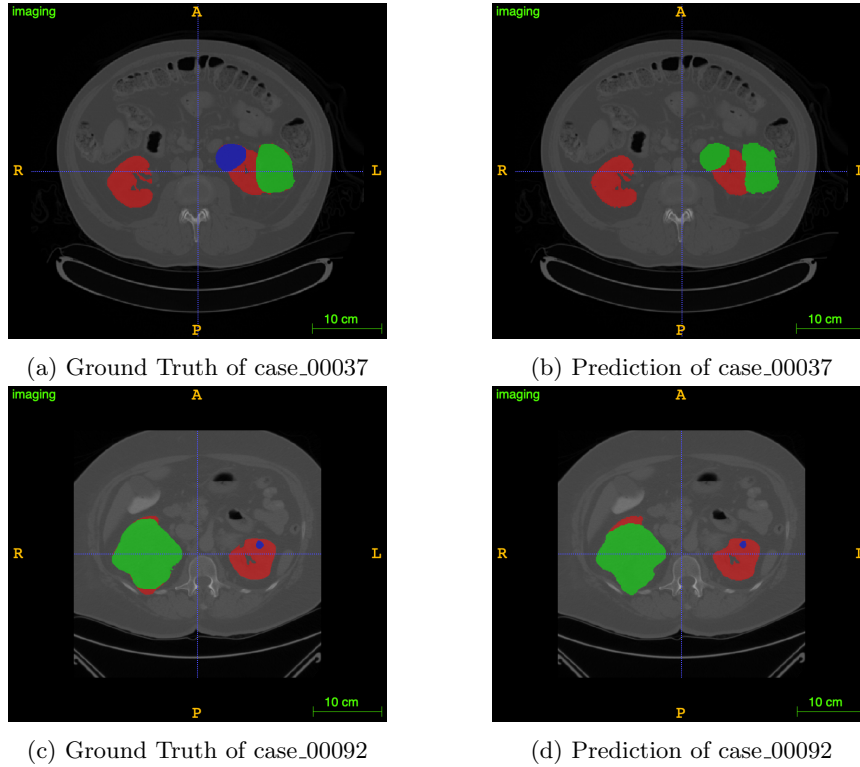 imaging
A
R
L
10 cm
P
imaging
A
R
10 cm
P
(a) Ground Truth of case_00037
(b) Prediction of case_00037
imaging
A
R
L
10 cm
P
imaging
A
R
10 cm
P
(c) Ground Truth of case_00092
(d) Prediction of case_00092